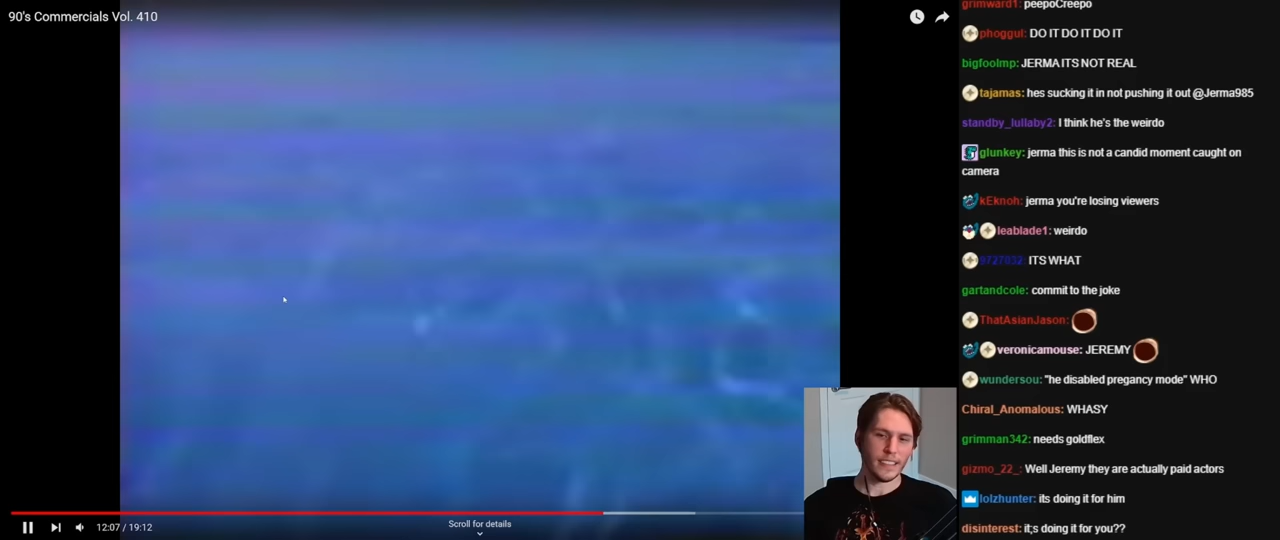 90's Commercials Vol. 410
grimward1: peepoCreepo
phoggul: DO IT DO IT DO IT
bigfoolmp: JERMA ITS NOT REAL
tajamas: hes sucking it in not pushing it out @Jerma985
standby_lullaby2: I think he's the weirdo
glunkey: jerma this is not a candid moment caught on
camera
kEknoh: jerma you're losing viewers
leablade1: weirdo
9727032: ITS WHAT
gartandcole: commit to the joke
ThatAsianJason:
veronicamouse: JEREMY
wundersou: "he disabled pregancy mode" WHO
Chiral_Anomalous: WHASY
grimman342: needs goldflex
gizmo_22_: Well Jeremy they are actually paid actors
lolzhunter: its doing it for him
disinterest: it;s doing it for you??
12:07 / 19:12
Scroll for details